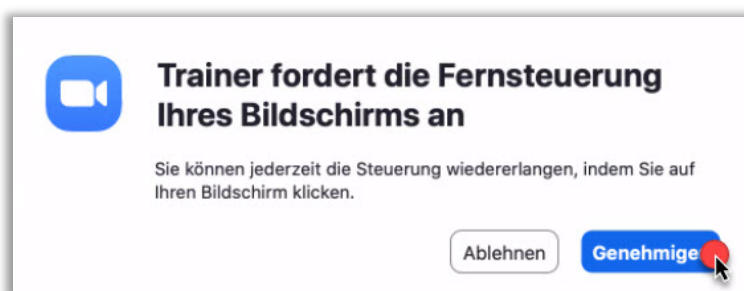 Trainer fordert die Fernsteuerung
Ihres Bildschirms an
Sie können jederzeit die Steuerung wiedererlangen, indem Sie auf
Ihren Bildschirm klicken.
Ablehnen
Genehmige